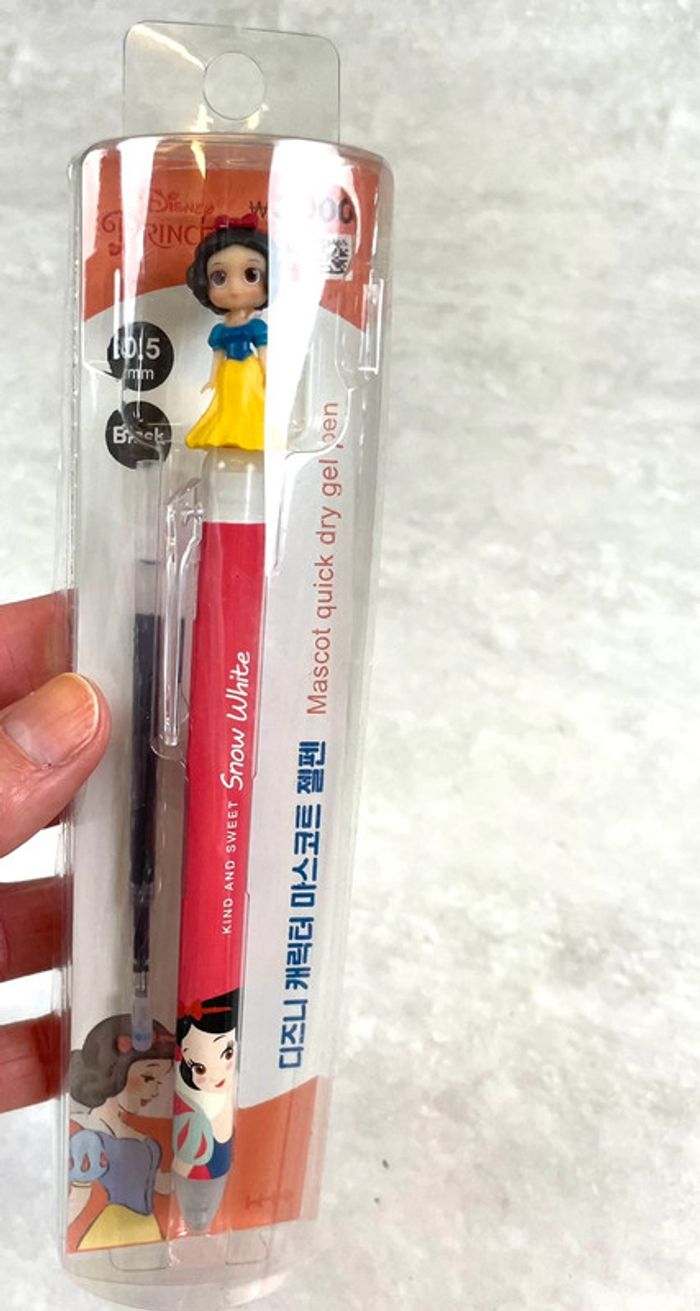 Disney
₩ 000
0.5
mm
Black
Mascot quick dry gel pen
디즈니 캐릭터 마스코트 젤펜
KIND AND SWEET Snow White